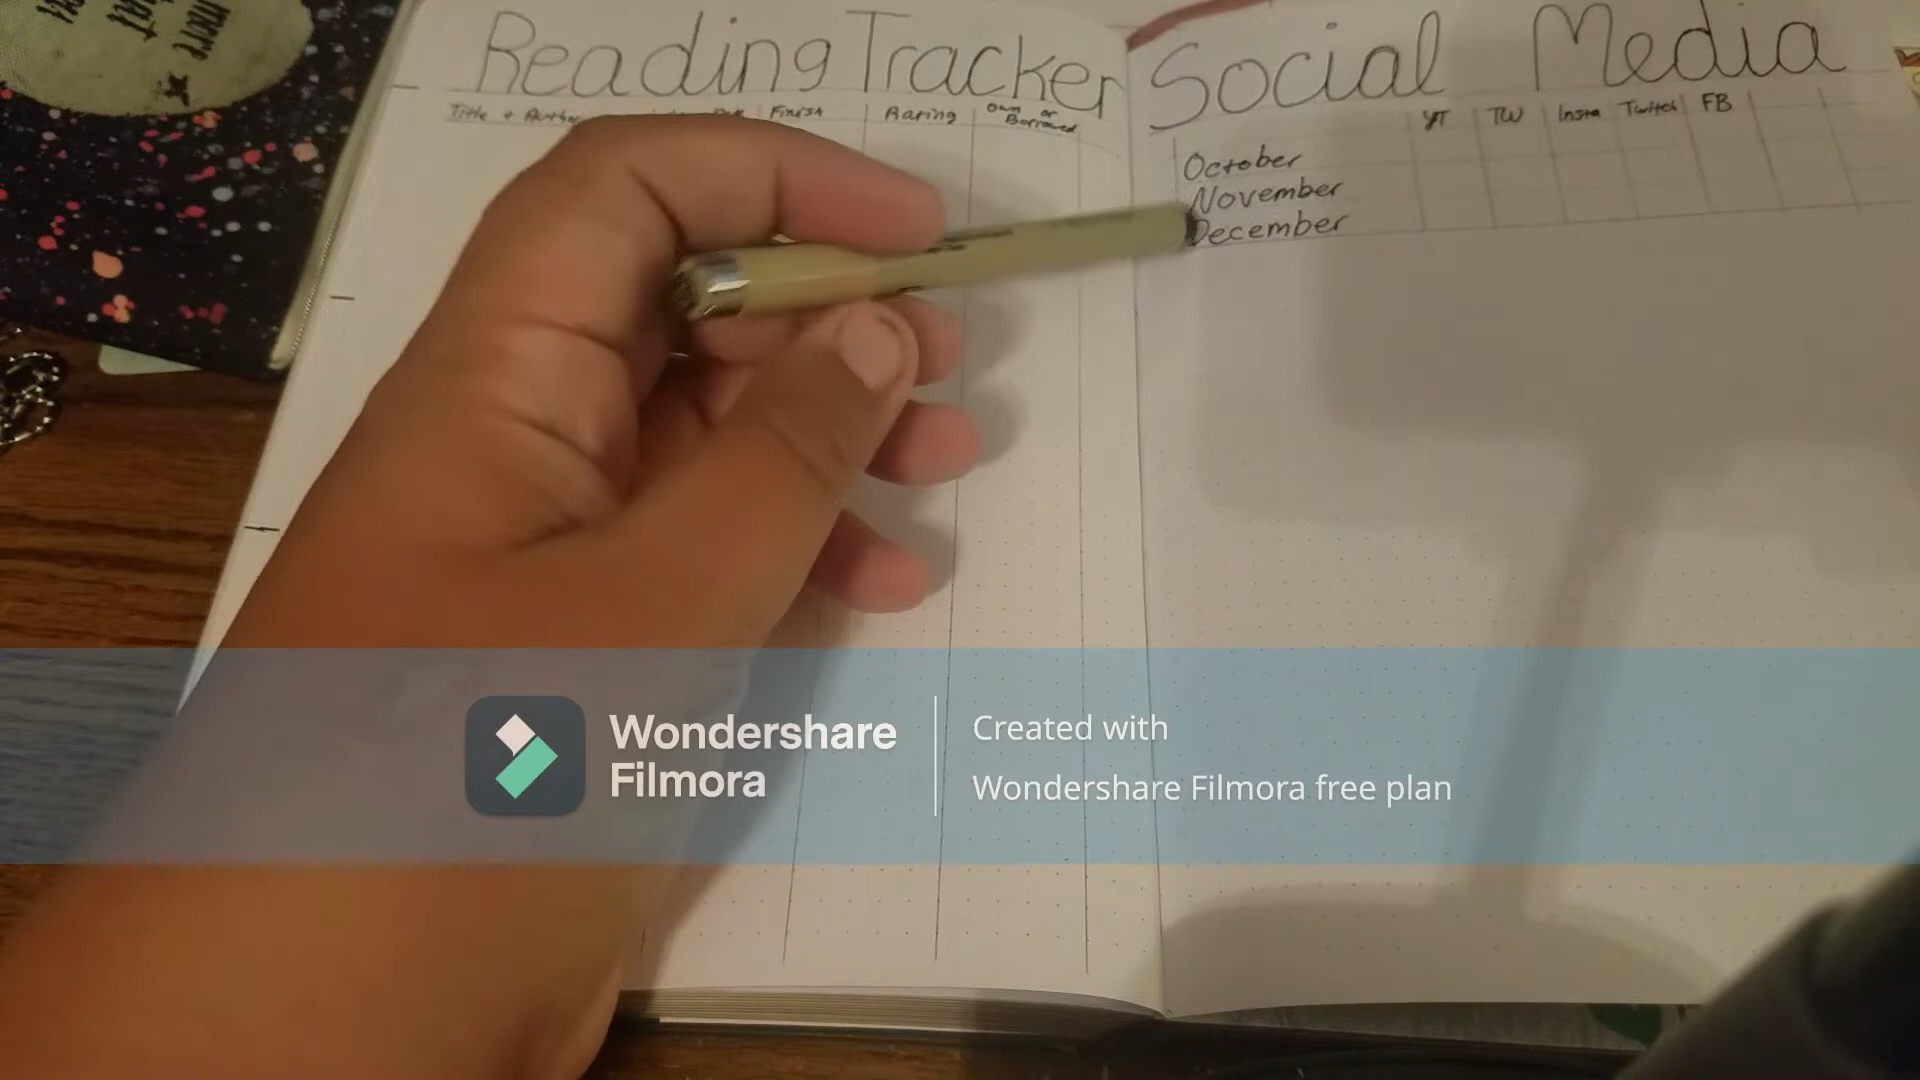 Reading Tracker
Title + Author
Finish
Rating
Own or
Borrowed
Social Media
YT TW Insta Twitch FB
October
November
December
more
Wondershare
Filmora
Created with
Wondershare Filmora free plan